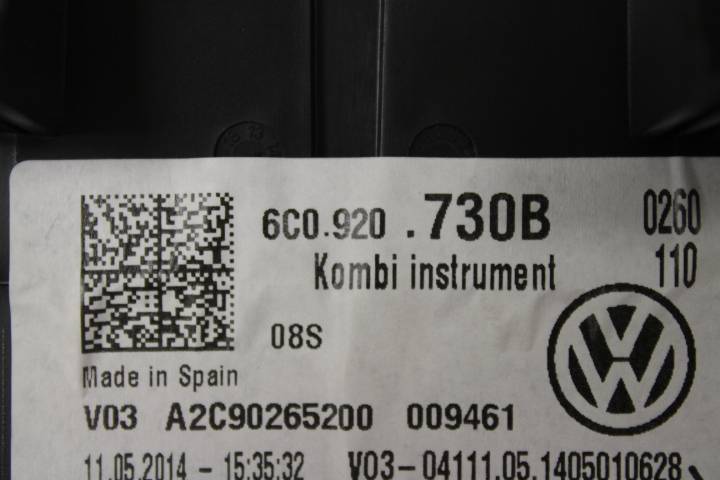 6C0.920 .730B 0260
Kombi instrument 110
08S
Made in Spain
V03 A2C90265200 009461
11.05.2014 - 15:35:32 V03-04111.05.1405010628